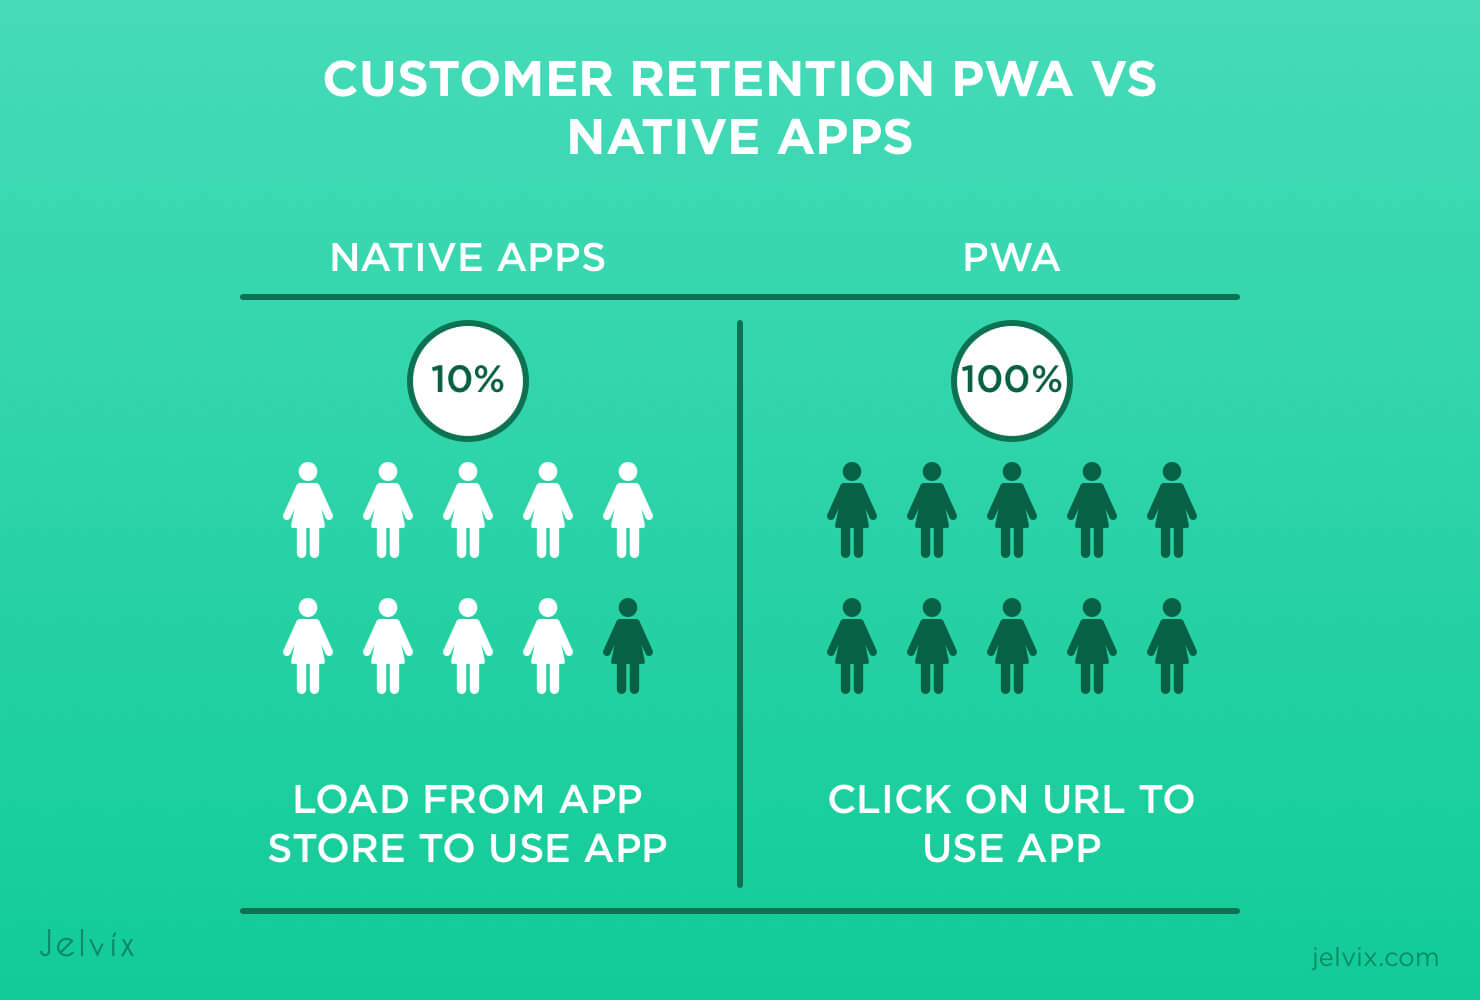 CUSTOMER RETENTION PWA VS
NATIVE APPS
NATIVE APPS
PWA
10%
100%
LOAD FROM APP
STORE TO USE APP
CLICK ON URL TO
USE APP
Jelvix
jelvix.com